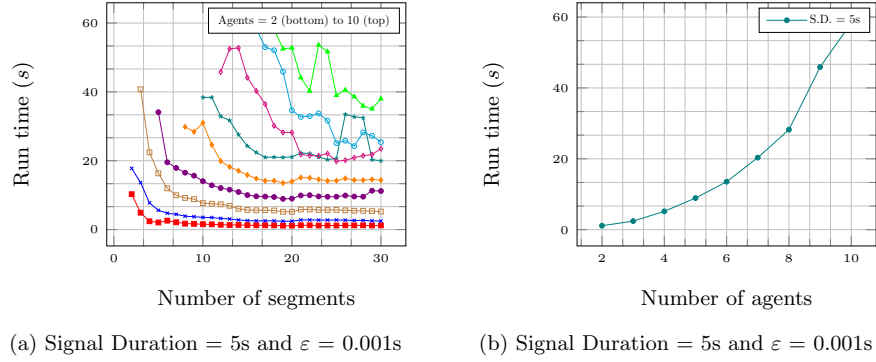 60
40
20
0
0
10
20
30
Run time (s)
Number of segments
Agents = 2 (bottom) to 10 (top)
(a) Signal Duration = 5s and ε = 0.001s
60
40
20
0
2
4
6
8
10
Run time (s)
Number of agents
S.D. = 5s
(b) Signal Duration = 5s and ε = 0.001s